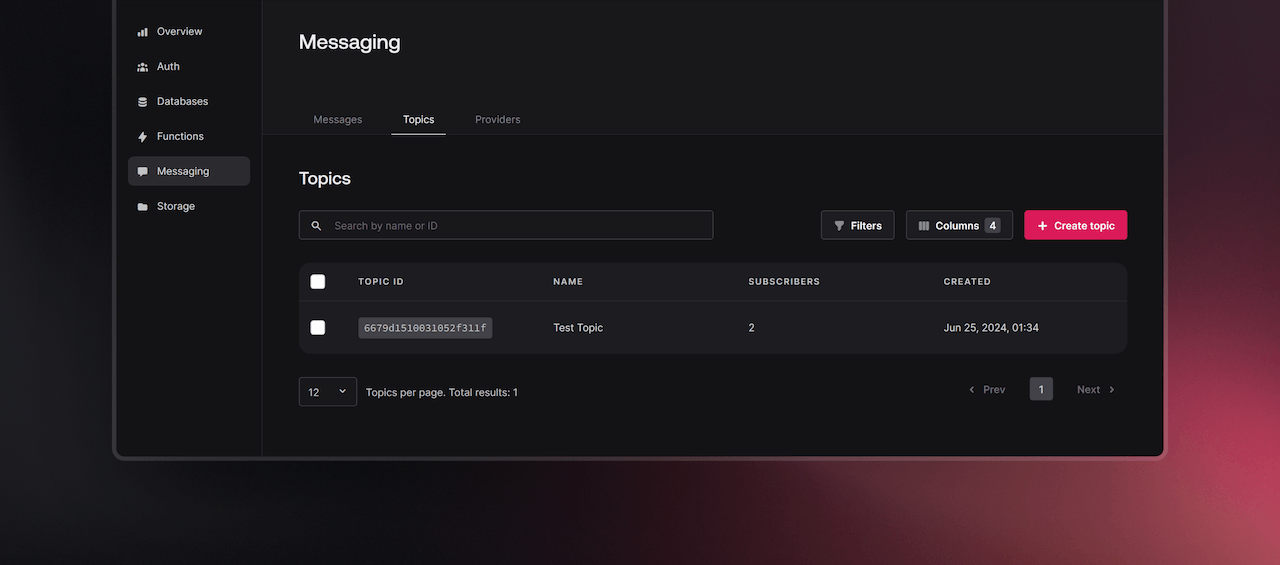 Overview
Auth
Databases
Functions
Messaging
Storage
Messaging
Messages Topics Providers
Topics
Search by name or ID Filters Columns 4 Create topic
TOPIC ID NAME SUBSCRIBERS CREATED
6679d1510031052f311f Test Topic 2 Jun 25, 2024, 01:34
12 Topics per page. Total results: 1 Prev 1 Next